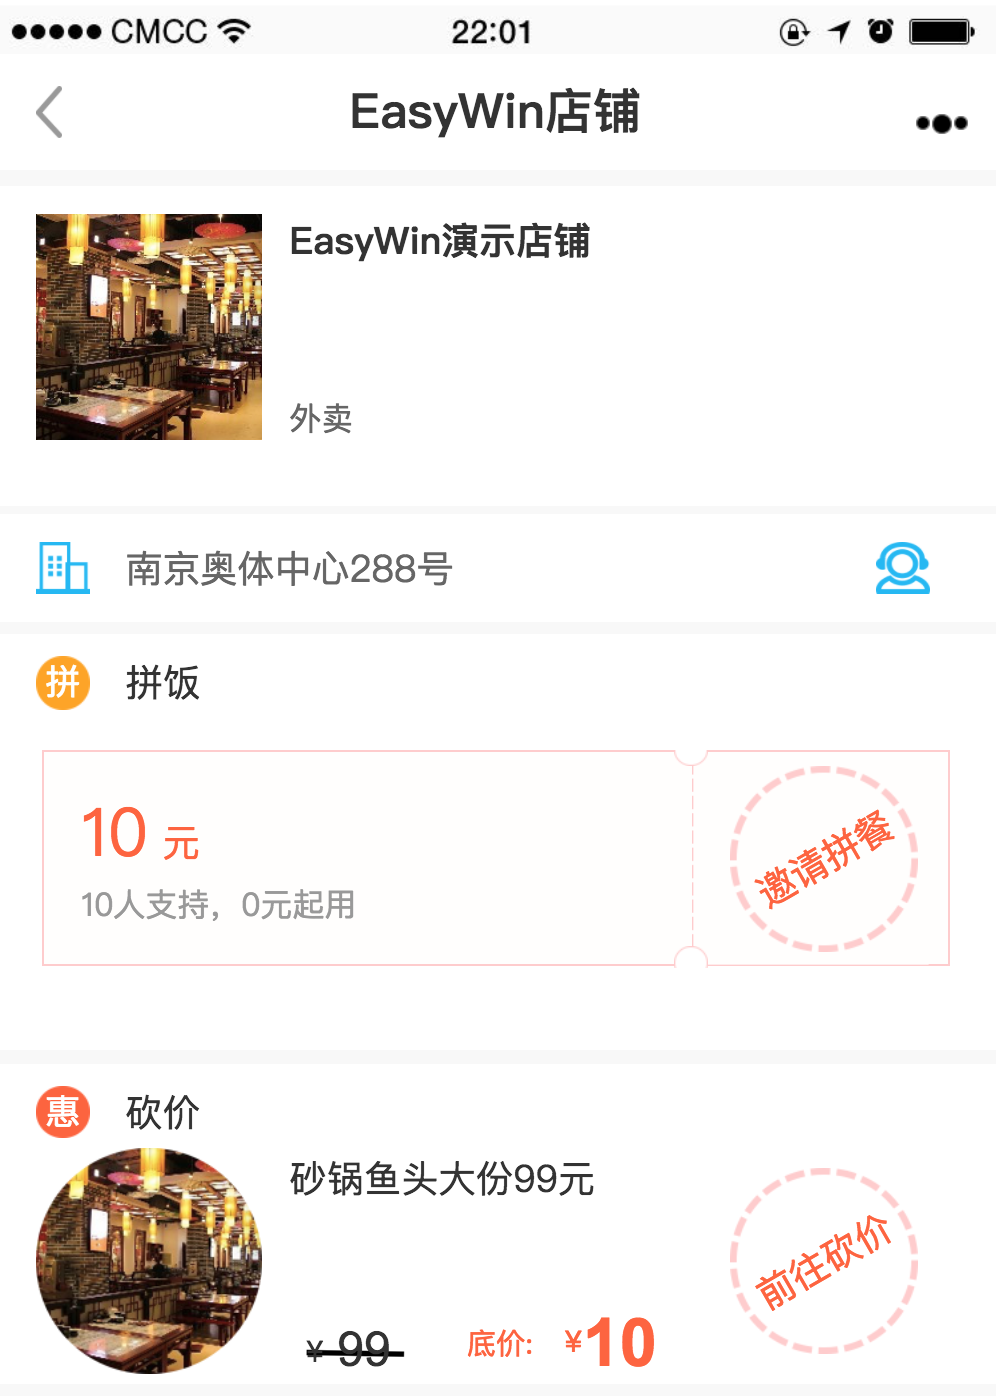 CMCC 22:01
EasyWin店铺
EasyWin演示店铺
外卖
南京奥体中心288号
拼 拼饭
10 元
10人支持，0元起用
邀请拼餐
惠 砍价
砂锅鱼头大份99元
前往砍价
¥ 99 底价: ¥10